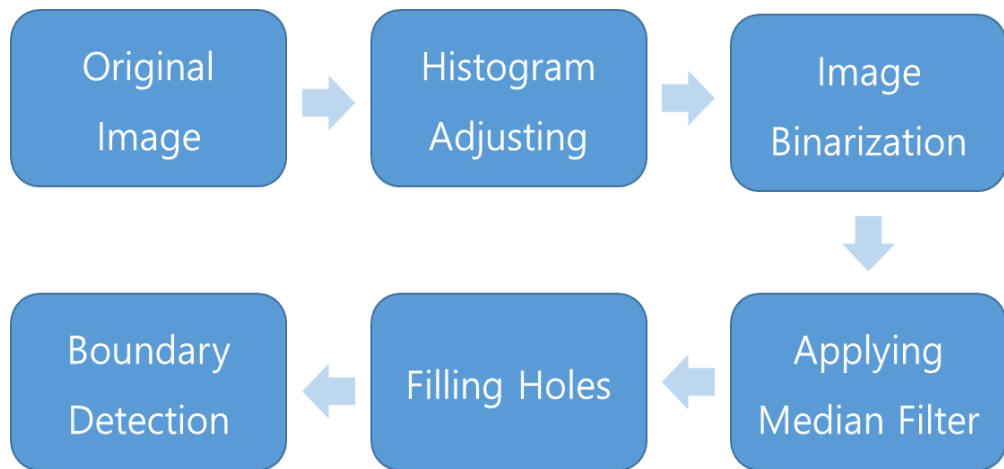 Original
Image
Histogram
Adjusting
Image
Binarization
Boundary
Detection
Filling Holes
Applying
Median Filter